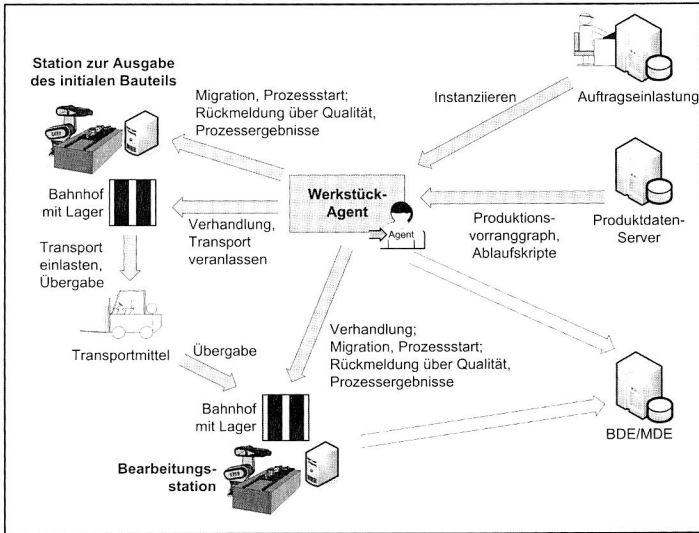 Station zur Ausgabe
des initialen Bauteils
Migration, Prozessstart;
Rückmeldung über Qualität,
Prozessergebnisse
Instanziieren
Auftragseinlastung
Bahnhof
mit Lager
Werkstück-
Agent
Agent
Verhandlung,
Transport
veranlassen
Produktions-
vorranggraph,
Ablaufskripte
Produktdaten-
Server
Transport
einlasten,
Übergabe
Transportmittel
Übergabe
Verhandlung;
Migration, Prozessstart;
Rückmeldung über Qualität,
Prozessergebnisse
Bahnhof
mit Lager
BDE/MDE
Bearbeitungs-
station